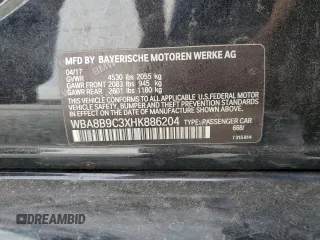 MFD BY BAYERISCHE MOTOREN WERKE AG
04/17
GVWR 4530 lbs 2055 kg
GAWR FRONT 2083 lbs 945 kg
GAWR REAR 2601 lbs 1180 kg
THIS VEHICLE CONFORMS TO ALL APPLICABLE U.S. FEDERAL MOTOR
VEHICLE SAFETY, BUMPER, AND THEFT PREVENTION STANDARDS IN
EFFECT ON THE DATE OF MANUFACTURE SHOWN ABOVE.
WBA8B9C3XHK886204 TYPE: PASSENGER CAR
668/
DREAMBID